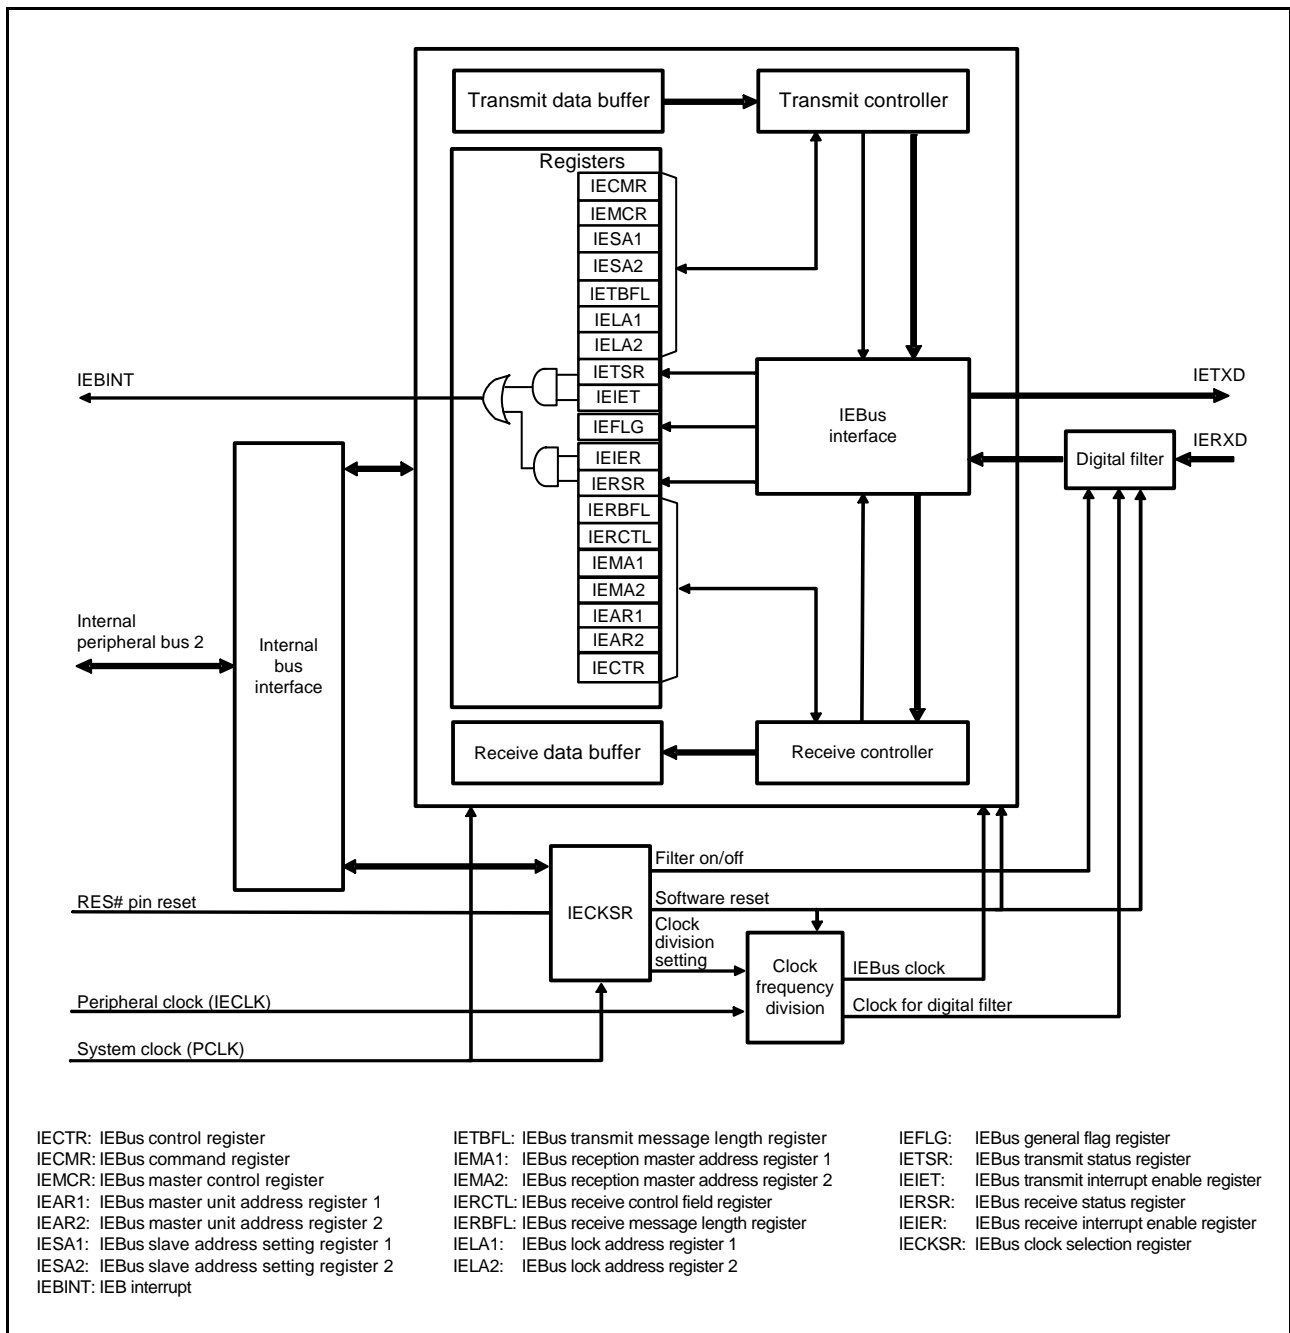 Transmit data buffer
Transmit controller
Registers
IECMR
IEMCR
IESA1
IESA2
IETBFL
IELA1
IELA2
IETSR
IEIET
IEFLG
IEIER
IERSR
IERBFL
IERCTL
IEMA1
IEMA2
IEAR1
IEAR2
IECTR
IEBINT
IEBus
interface
IETXD
IERXD
Digital filter
Internal
peripheral bus 2
Internal
bus
interface
Receive data buffer
Receive controller
Filter on/off
RES# pin reset
IECKSR
Software reset
Clock
division
setting
Clock
frequency
division
IEBus clock
Peripheral clock (IECLK)
Clock for digital filter
System clock (PCLK)
IECTR: IEBus control register
IECMR: IEBus command register
IEMCR: IEBus master control register
IEAR1: IEBus master unit address register 1
IEAR2: IEBus master unit address register 2
IESA1: IEBus slave address setting register 1
IESA2: IEBus slave address setting register 2
IEBINT: IEB interrupt
IETBFL: IEBus transmit message length register
IEMA1: IEBus reception master address register 1
IEMA2: IEBus reception master address register 2
IERCTL: IEBus receive control field register
IERBFL: IEBus receive message length register
IELA1: IEBus lock address register 1
IELA2: IEBus lock address register 2
IEFLG: IEBus general flag register
IETSR: IEBus transmit status register
IEIET: IEBus transmit interrupt enable register
IERSR: IEBus receive status register
IEIER: IEBus receive interrupt enable register
IECKSR: IEBus clock selection register